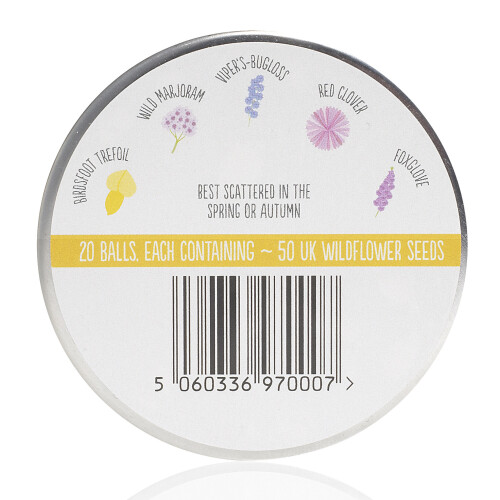 BIRDSFOOT TREFOIL
WILD MARJORAM
VIPER'S-BUGLOSS
RED CLOVER
FOXGLOVE
BEST SCATTERED IN THE
SPRING OR AUTUMN
20 BALLS, EACH CONTAINING ~ 50 UK WILDFLOWER SEEDS
5 060336 970007 >